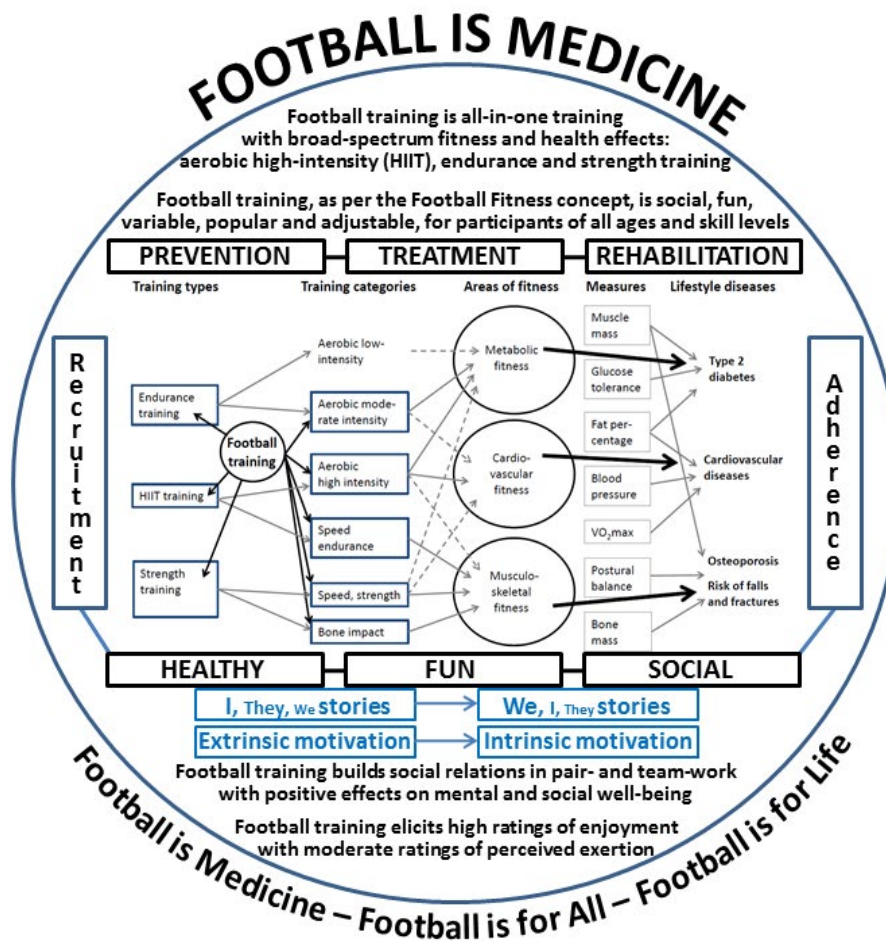 FOOTBALL IS MEDICINE
Football training is all-in-one training
with broad-spectrum fitness and health effects:
aerobic high-intensity (HIIT), endurance and strength training
Football training, as per the Football Fitness concept, is social, fun,
variable, popular and adjustable, for participants of all ages and skill levels
PREVENTION
TREATMENT
REHABILITATION
Training types
Training categories
Areas of fitness
Measures
Lifestyle diseases
Recruitment
Endurance
training
HIIT training
Strength
training
Football
training
Aerobic low-
intensity
Aerobic mode-
rate intensity
Aerobic
high intensity
Speed
endurance
Speed, strength
Bone impact
Metabolic
fitness
Cardio-
vascular
fitness
Musculo-
skeletal
fitness
Muscle
mass
Glucose
tolerance
Fat per-
centage
Blood
pressure
VO₂max
Postural
balance
Bone
mass
Type 2
diabetes
Cardiovascular
diseases
Osteoporosis
Risk of falls
and fractures
Adherence
HEALTHY
FUN
SOCIAL
I, They, We stories
We, I, They stories
Extrinsic motivation
Intrinsic motivation
Football training builds social relations in pair- and team-work
with positive effects on mental and social well-being
Football training elicits high ratings of enjoyment
with moderate ratings of perceived exertion
Football is Medicine – Football is for All – Football is for Life